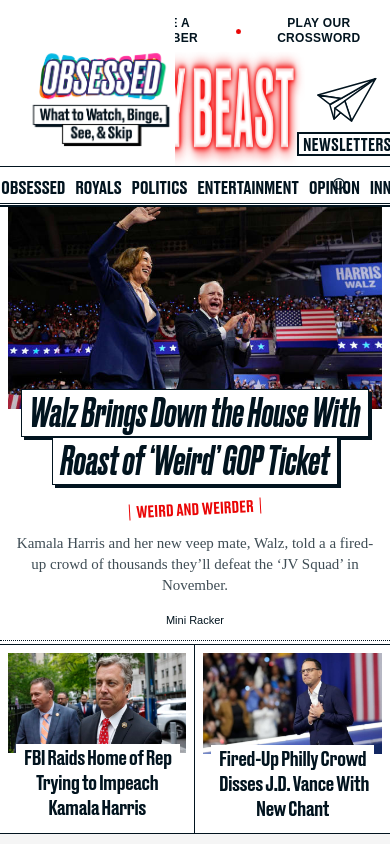 E A
BER
PLAY OUR
CROSSWORD
OBSESSED
What to Watch, Binge,
See, & Skip
Y BEAST
NEWSLETTERS
OBSESSED ROYALS POLITICS ENTERTAINMENT OPINION INN
HARRIS
WALZ
Walz Brings Down the House With
Roast of ‘Weird’ GOP Ticket
WEIRD AND WEIRDER
Kamala Harris and her new veep mate, Walz, told a a fired-
up crowd of thousands they’ll defeat the ‘JV Squad’ in
November.
Mini Racker
FBI Raids Home of Rep
Trying to Impeach
Kamala Harris
Fired-Up Philly Crowd
Disses J.D. Vance With
New Chant